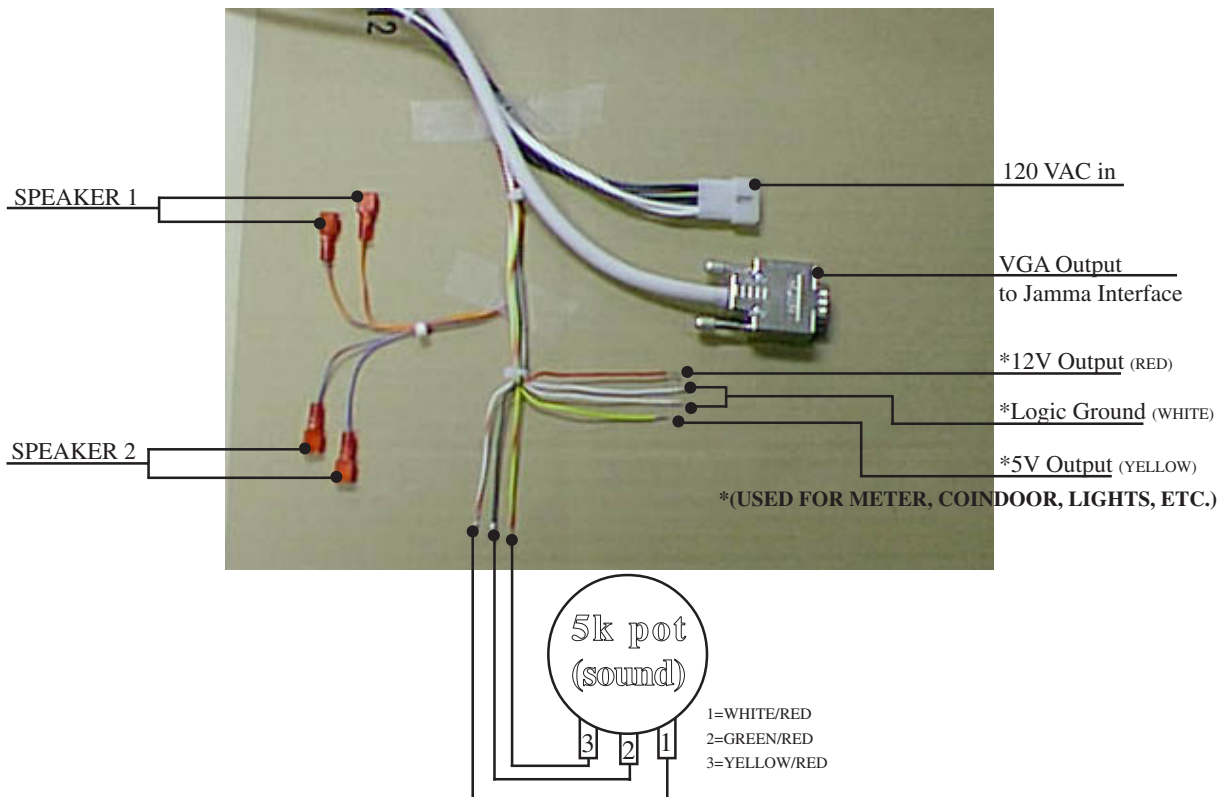 12
SPEAKER 1
120 VAC in
VGA Output
to Jamma Interface
*12V Output (RED)
*Logic Ground (WHITE)
SPEAKER 2
*5V Output (YELLOW)
*(USED FOR METER, COINDOOR, LIGHTS, ETC.)
5k pot
(sound)
1=WHITE/RED
2=GREEN/RED
3=YELLOW/RED
3 2 1